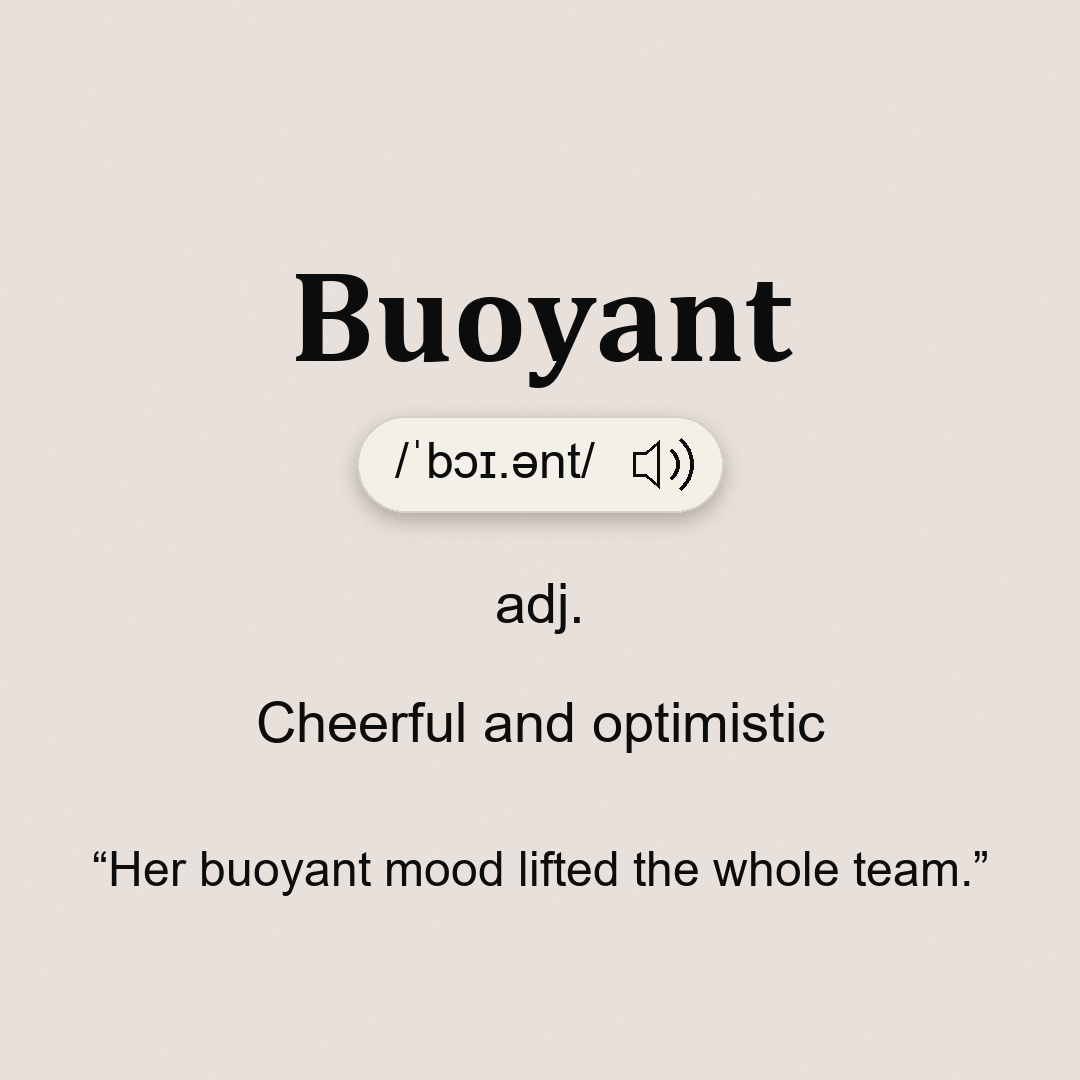 Buoyant
/ˈbɔɪ.ənt/
adj.
Cheerful and optimistic
“Her buoyant mood lifted the whole team.”